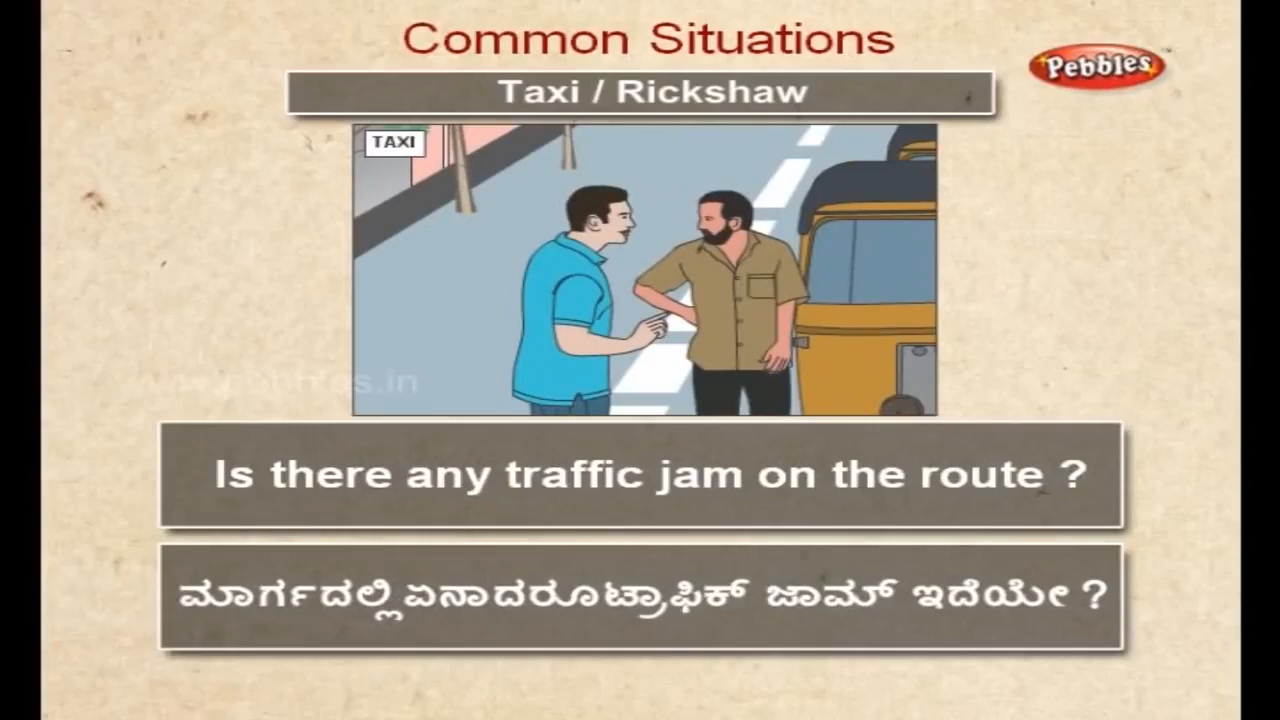 Common Situations
Pebbles
Taxi / Rickshaw
TAXI
Is there any traffic jam on the route ?
ಮಾರ್ಗದಲ್ಲಿ ಏನಾದರೂಟ್ರಾಫಿಕ್ ಜಾಮ್ ಇದೆಯೇ ?